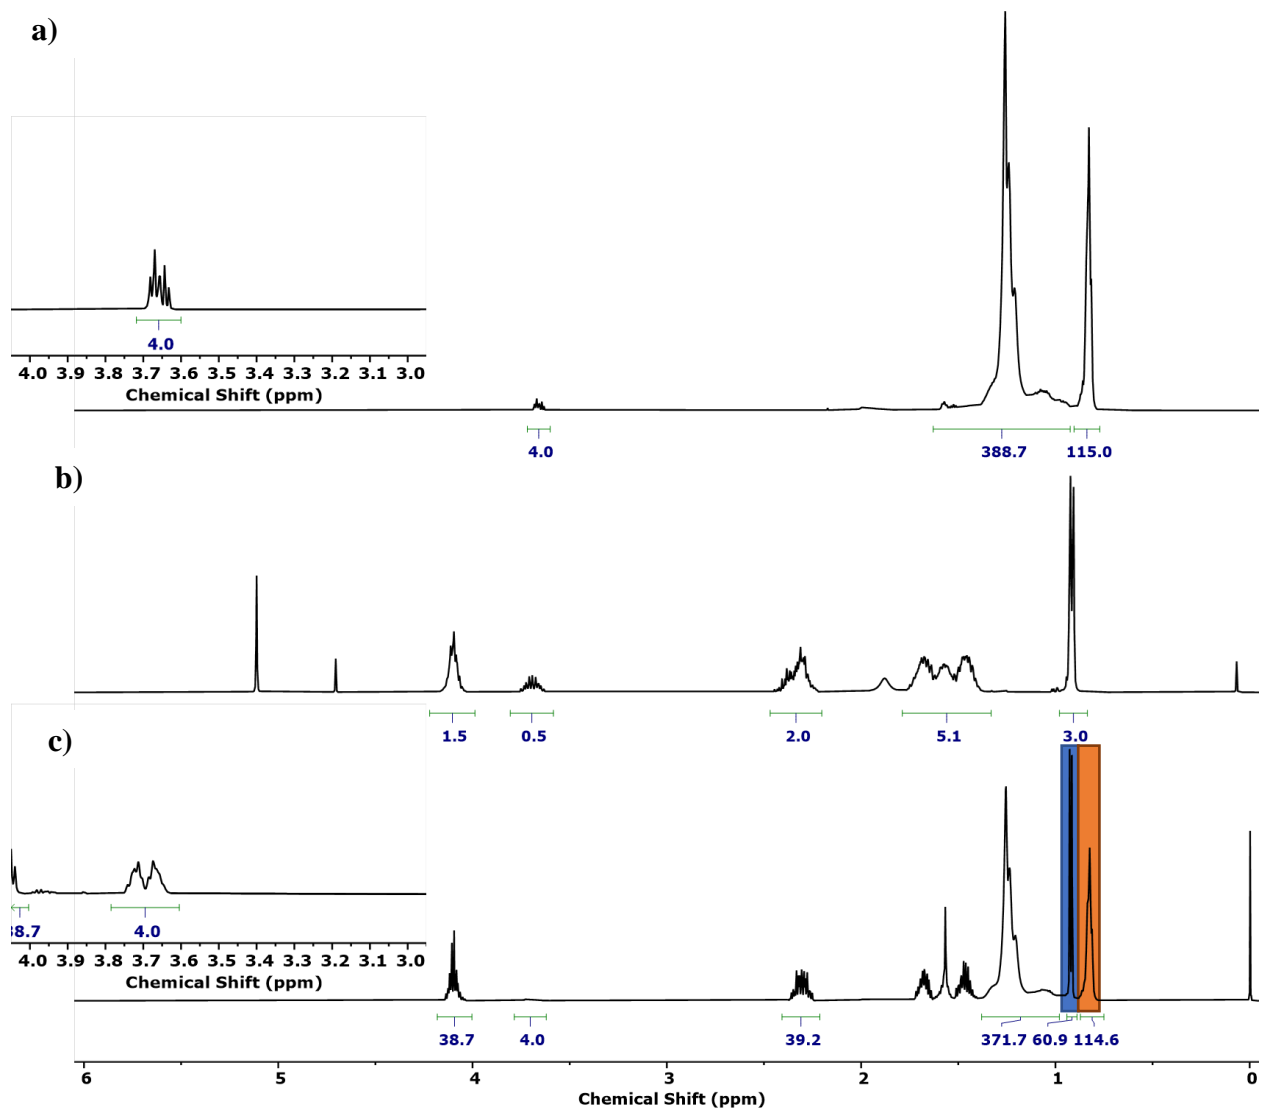 a)
4.0
4.0 3.9 3.8 3.7 3.6 3.5 3.4 3.3 3.2 3.1 3.0
Chemical Shift (ppm)
4.0 388.7 115.0
b)
1.5 0.5 2.0 5.1 3.0
c)
38.7 4.0
4.0 3.9 3.8 3.7 3.6 3.5 3.4 3.3 3.2 3.1 3.0
Chemical Shift (ppm)
38.7 4.0 39.2 371.7 60.9 114.6
6 5 4 3 2 1 0
Chemical Shift (ppm)